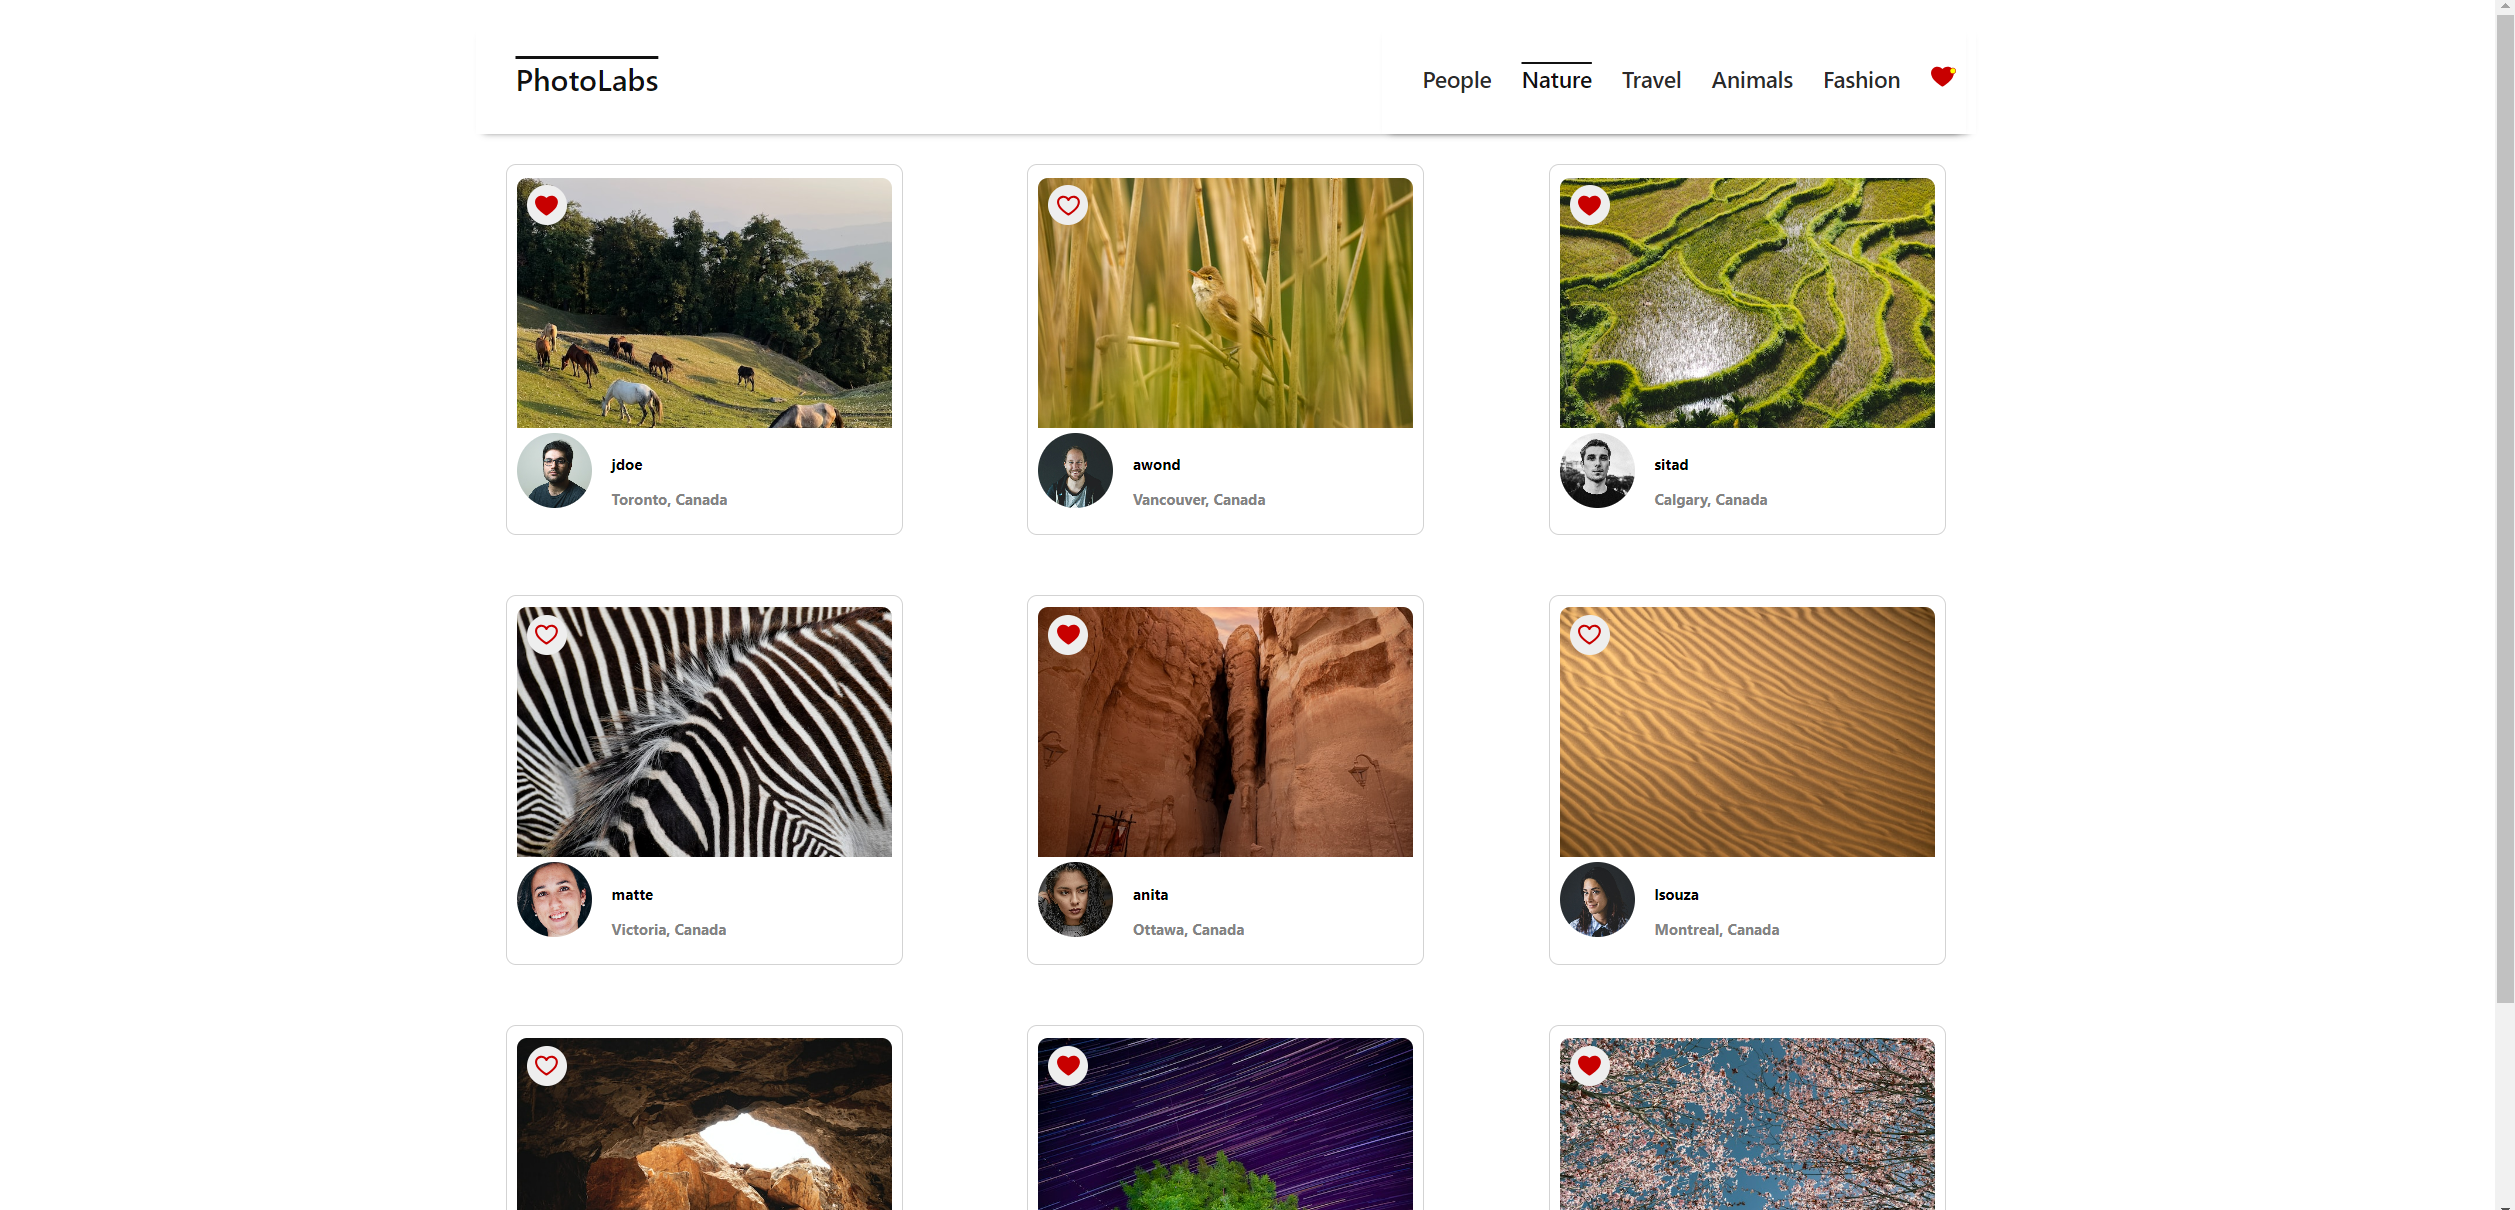 PhotoLabs
People Nature Travel Animals Fashion
jdoe
Toronto, Canada
awond
Vancouver, Canada
sitad
Calgary, Canada
matte
Victoria, Canada
anita
Ottawa, Canada
lsouza
Montreal, Canada